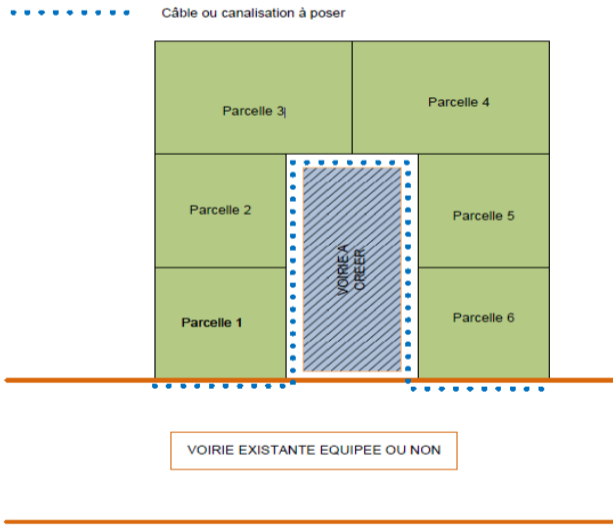 Câble ou canalisation à poser
Parcelle 3
Parcelle 4
Parcelle 2
Parcelle 5
VOIRIE A
CREER
Parcelle 1
Parcelle 6
VOIRIE EXISTANTE EQUIPEE OU NON